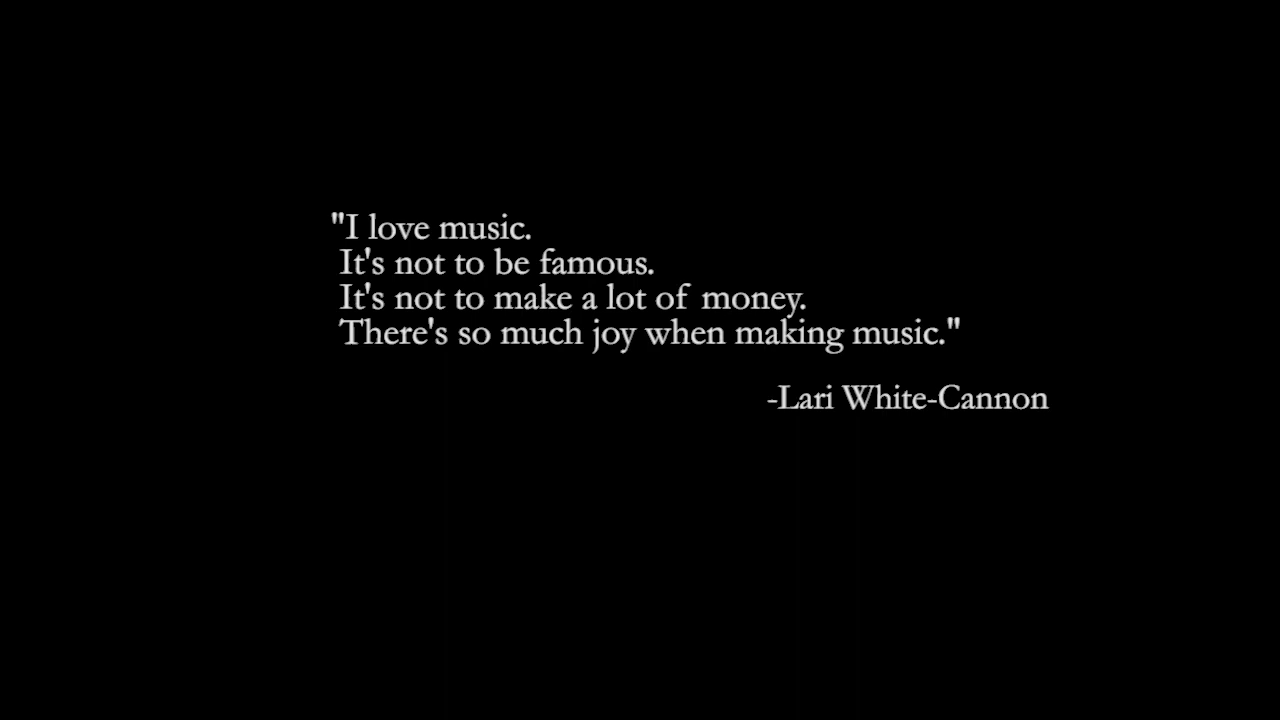 "I love music.
It's not to be famous.
It's not to make a lot of money.
There's so much joy when making music."
-Lari White-Cannon